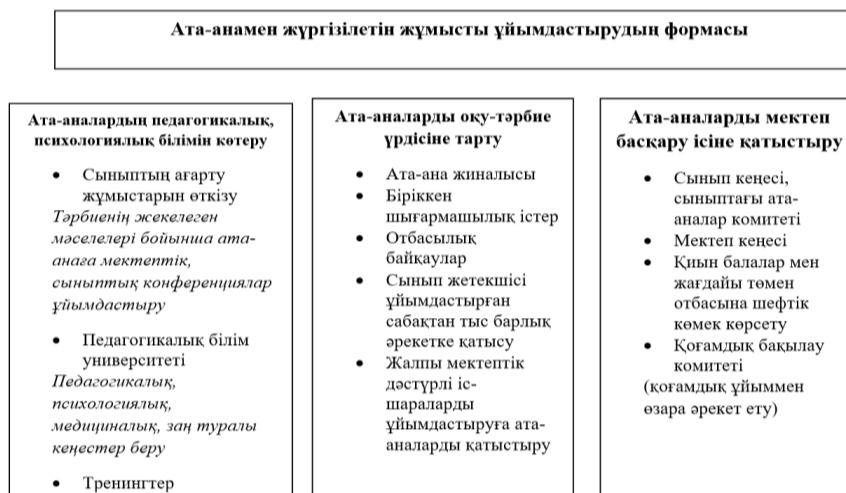 Ата-анамен жүргізілетін жұмысты ұйымдастырудың формасы
Ата-аналардың педагогикалық,
психологиялық білімін көтеру
• Сыныптың ағарту
жұмыстарын өткізу
Тәрбиенің жекелеген
мәселелері бойынша ата-
анаға мектептік,
сыныптық конференциялар
ұйымдастыру
• Педагогикалық білім
университеті
Педагогикалық,
психологиялық,
медициналық, заң туралы
кеңестер беру
• Тренингтер
Ата-аналарды оқу-тәрбие
үрдісіне тарту
• Ата-ана жиналысы
• Біріккен
шығармашылық істер
• Отбасылық
байқаулар
• Сынып жетекшісі
ұйымдастырған
сабақтан тыс барлық
әрекетке қатысу
• Жалпы мектептік
дәстүрлі іс-
шараларды
ұйымдастыруға ата-
аналарды қатыстыру
Ата-аналарды мектеп
басқару ісіне қатыстыру
• Сынып кеңесі,
сыныптағы ата-
аналар комитеті
• Мектеп кеңесі
• Қиын балалар мен
жағдайы төмен
отбасына шефтік
көмек көрсету
• Қоғамдық бақылау
комитеті
(қоғамдық ұйыммен
өзара әрекет ету)